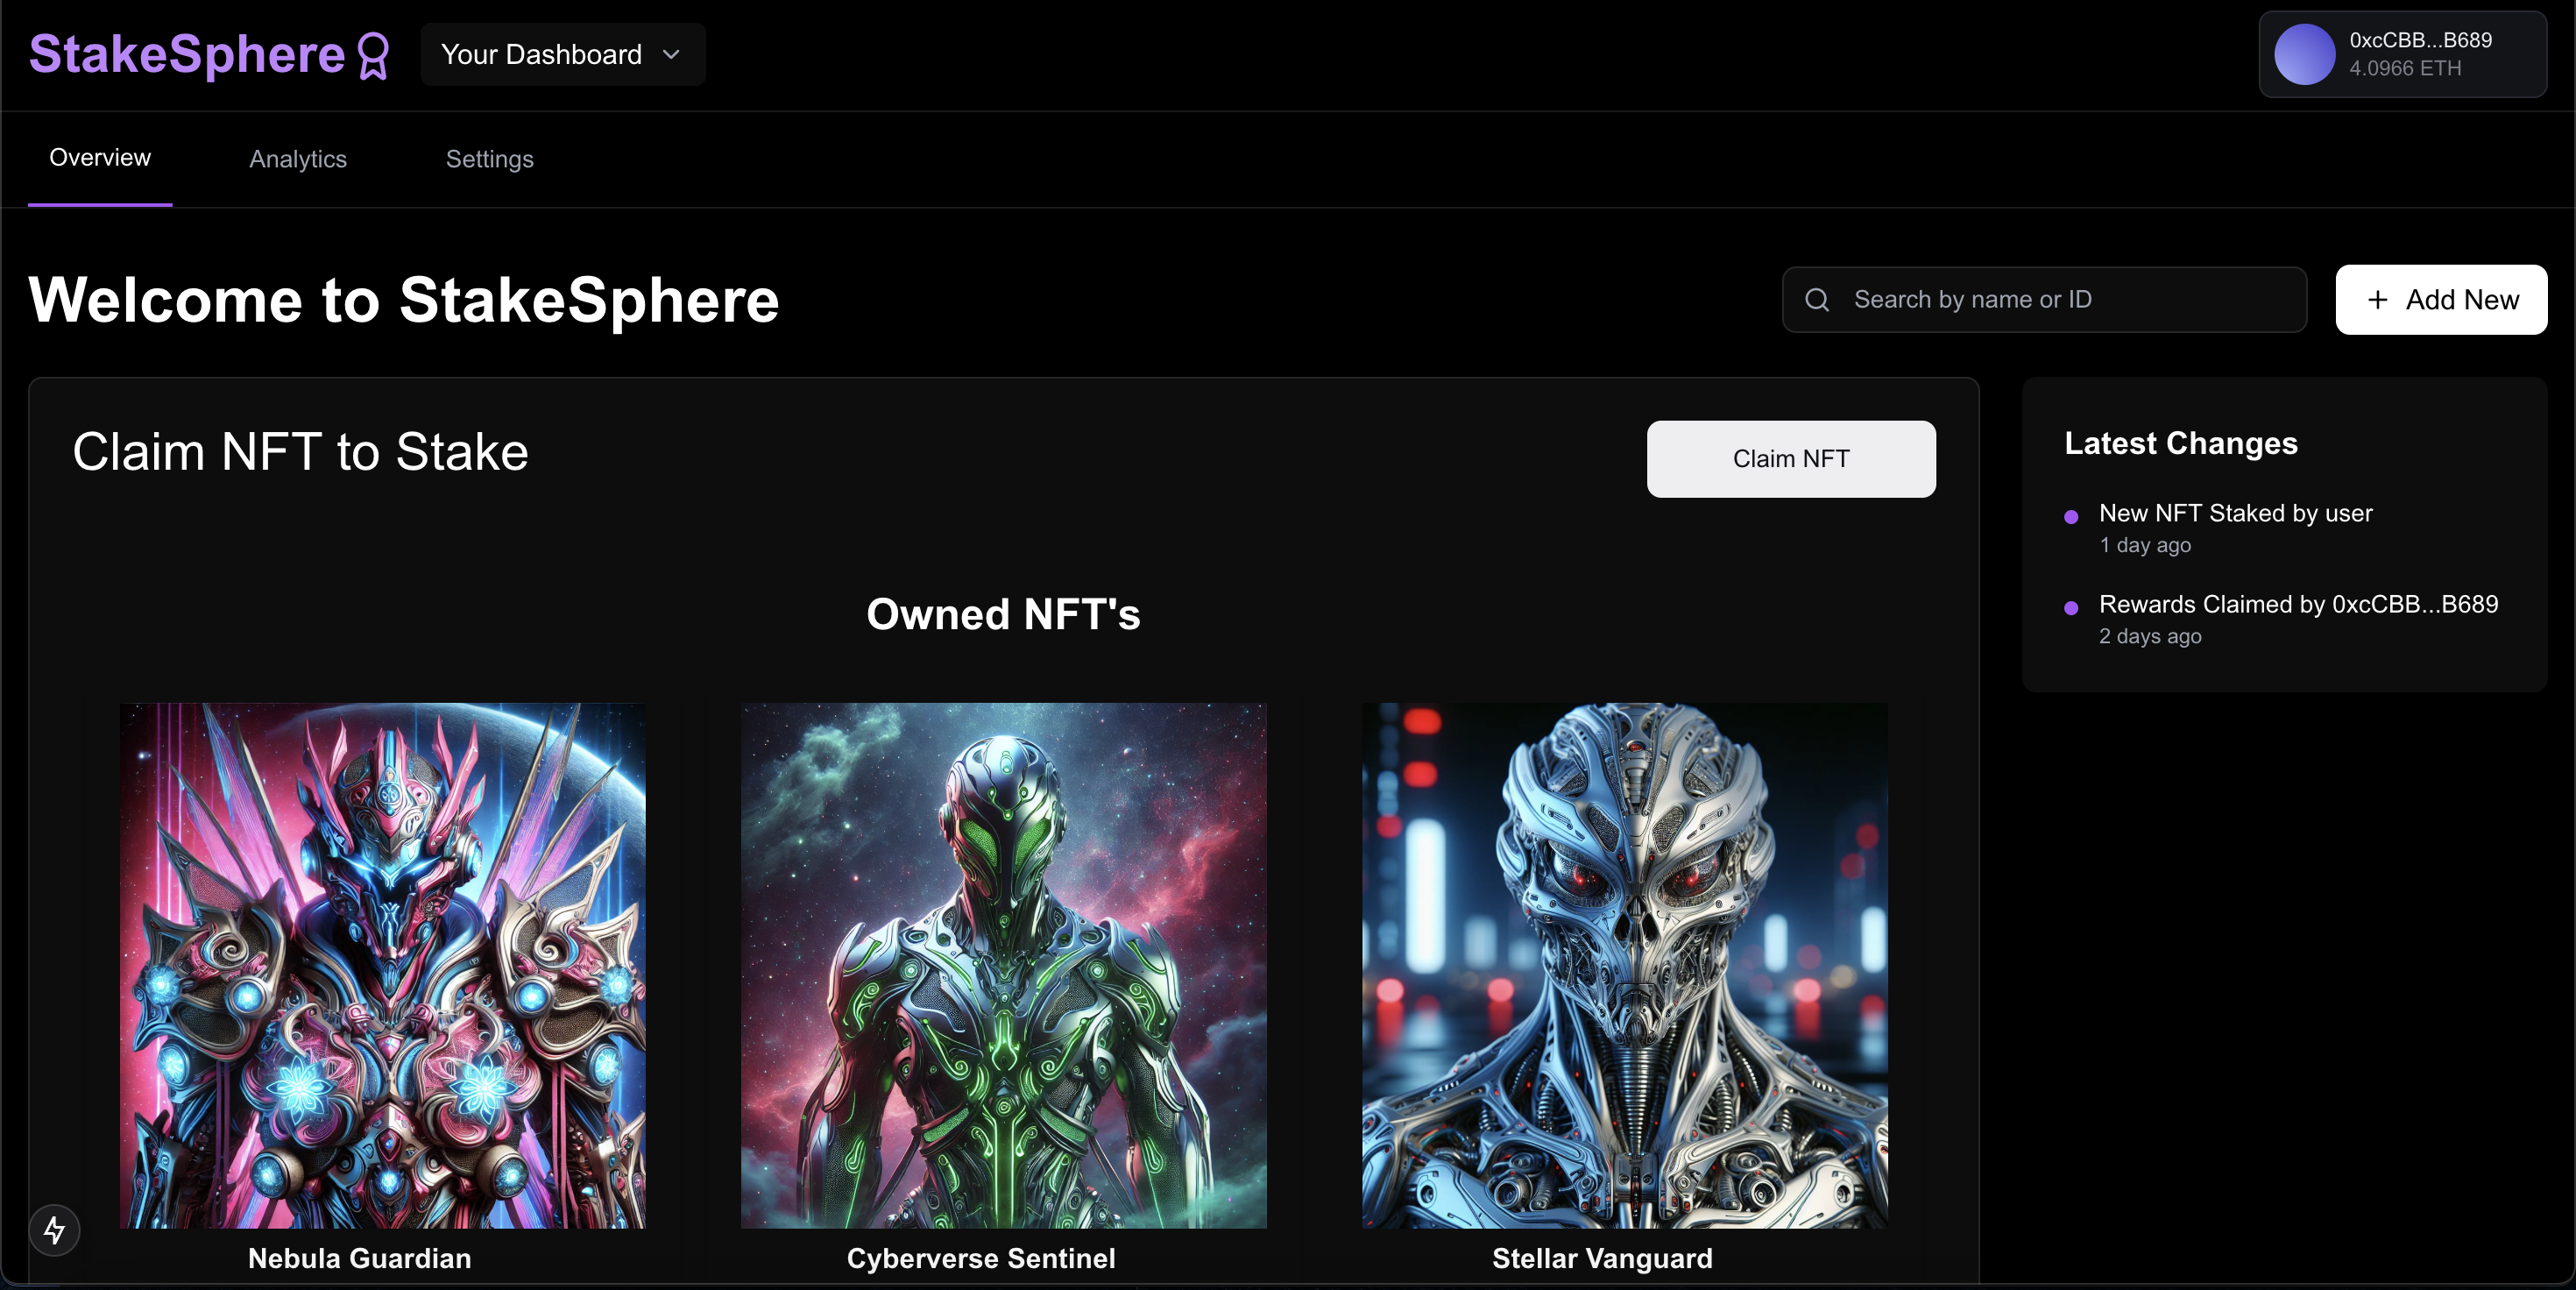 StakeSphere
Your Dashboard
0xcCBB...B689
4.0966 ETH
Overview
Analytics
Settings
Welcome to StakeSphere
Search by name or ID
+ Add New
Claim NFT to Stake
Claim NFT
Latest Changes
New NFT Staked by user
1 day ago
Rewards Claimed by 0xcCBB...B689
2 days ago
Owned NFT's
Nebula Guardian
Cyberverse Sentinel
Stellar Vanguard